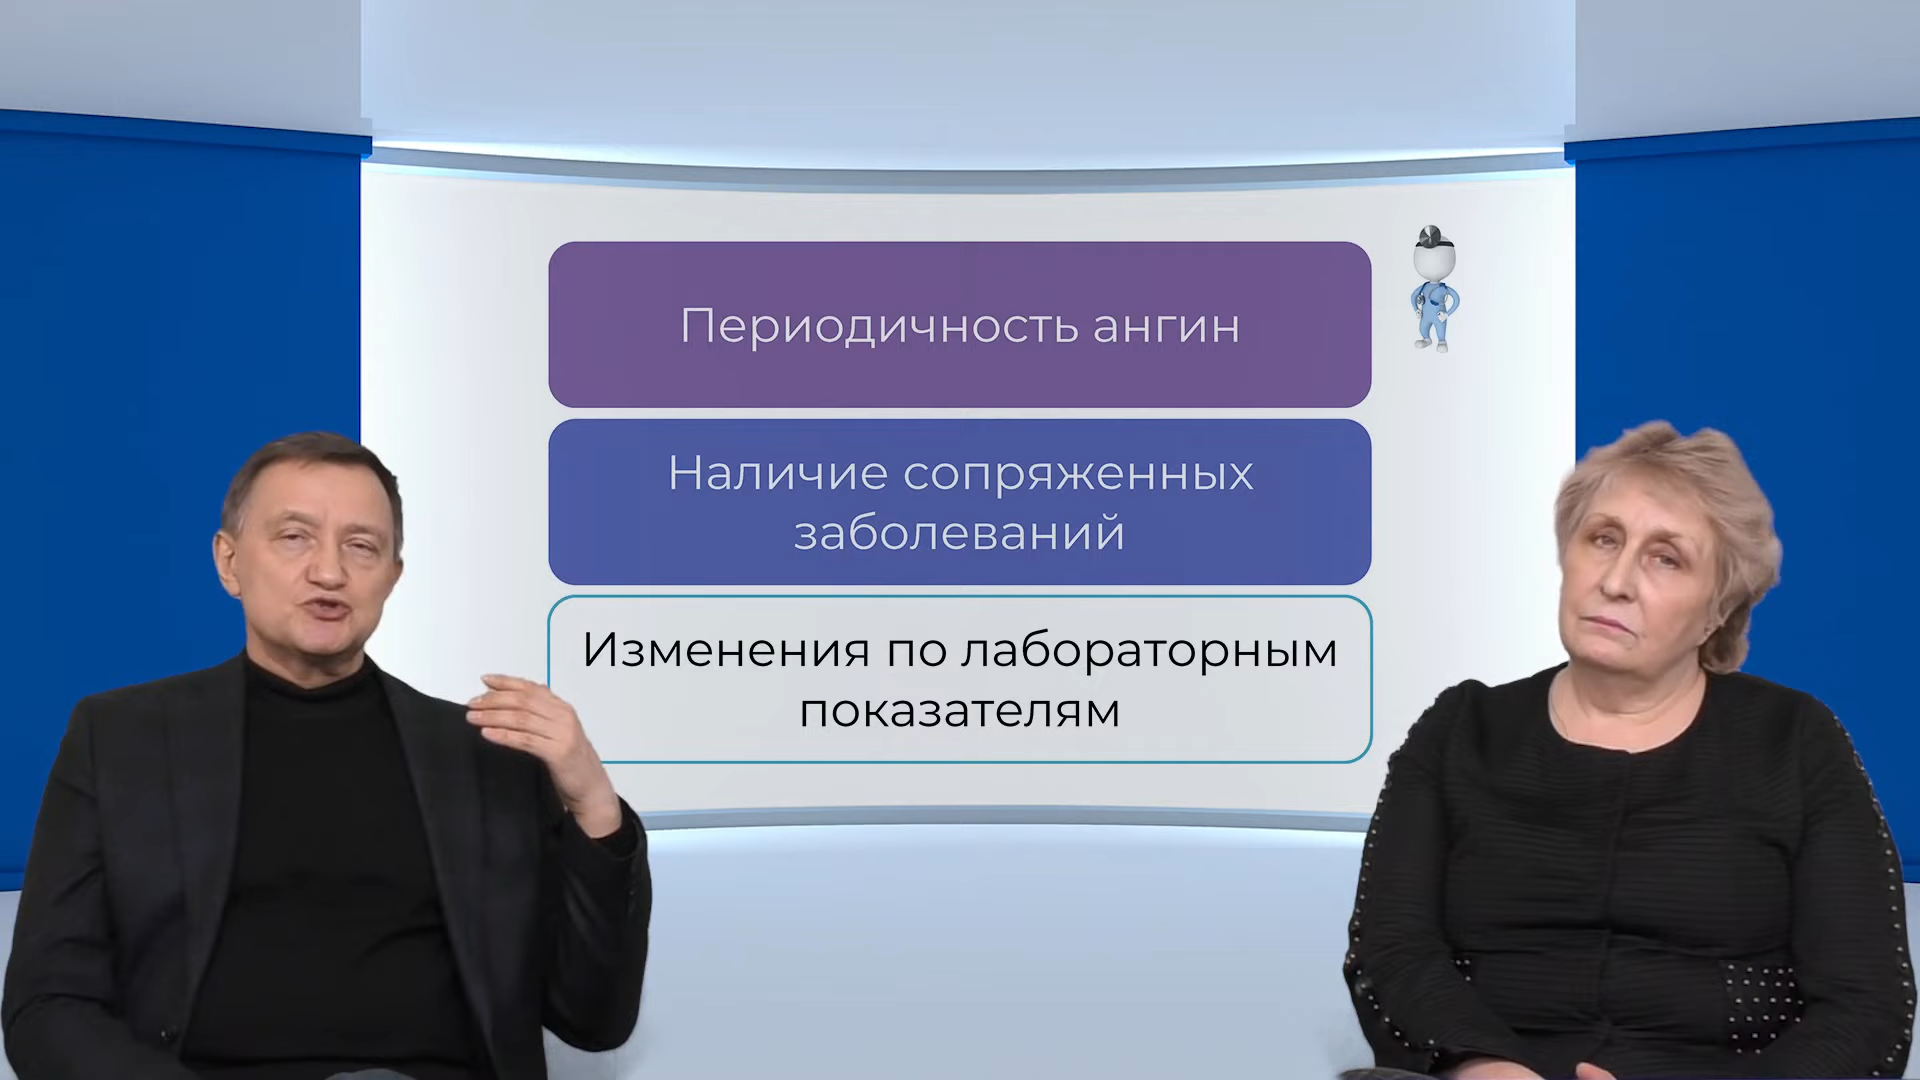 Периодичность ангин
Наличие сопряженных
заболеваний
Изменения по лабораторным
показателям